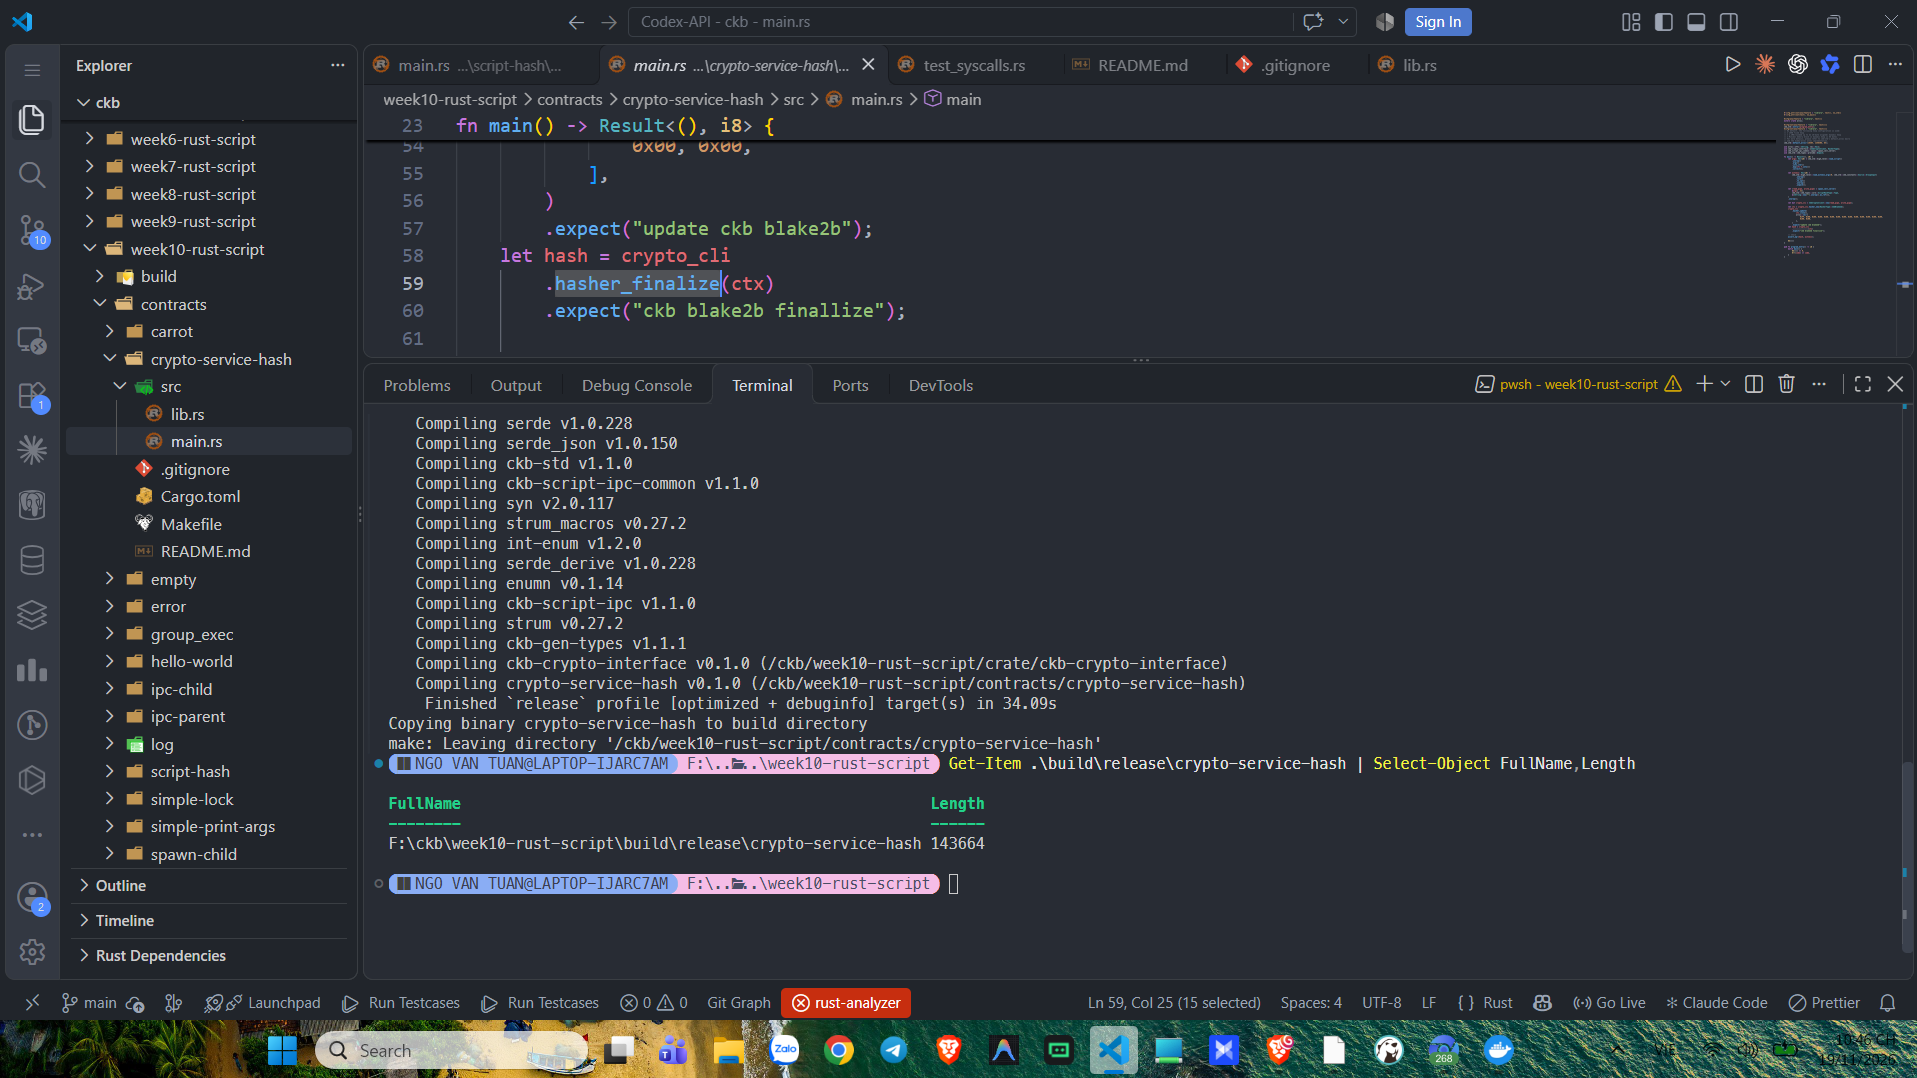 Codex-API - ckb - main.rs
Sign In
Explorer
main.rs ...\script-hash\...
main.rs ...\crypto-service-hash\...
test_syscalls.rs
README.md
.gitignore
lib.rs
ckb
week10-rust-script > contracts > crypto-service-hash > src > main.rs > main
week6-rust-script
week7-rust-script
week8-rust-script
week9-rust-script
week10-rust-script
build
contracts
carrot
crypto-service-hash
src
lib.rs
main.rs
.gitignore
Cargo.toml
Makefile
README.md
empty
error
group_exec
hello-world
ipc-child
ipc-parent
log
script-hash
simple-lock
simple-print-args
spawn-child
Outline
Timeline
Rust Dependencies
10
1
2
23 fn main() -> Result<(), i8> {
54 0x00, 0x00,
55 ],
56 )
57 .expect("update ckb blake2b");
58 let hash = crypto_cli
59 .hasher_finalize(ctx)
60 .expect("ckb blake2b finallize");
61
Problems Output Debug Console Terminal Ports DevTools
pwsh - week10-rust-script
Compiling serde v1.0.228
Compiling serde_json v1.0.150
Compiling ckb-std v1.1.0
Compiling ckb-script-ipc-common v1.1.0
Compiling syn v2.0.117
Compiling strum_macros v0.27.2
Compiling int-enum v1.2.0
Compiling serde_derive v1.0.228
Compiling enumn v0.1.14
Compiling ckb-script-ipc v1.1.0
Compiling strum v0.27.2
Compiling ckb-gen-types v1.1.1
Compiling ckb-crypto-interface v0.1.0 (/ckb/week10-rust-script/crate/ckb-crypto-interface)
Compiling crypto-service-hash v0.1.0 (/ckb/week10-rust-script/contracts/crypto-service-hash)
Finished `release` profile [optimized + debuginfo] target(s) in 34.09s
Copying binary crypto-service-hash to build directory
make: Leaving directory '/ckb/week10-rust-script/contracts/crypto-service-hash'
NGO VAN TUAN@LAPTOP-IJARC7AM F:\..\..\week10-rust-script Get-Item .\build\release\crypto-service-hash | Select-Object FullName,Length
FullName Length
-------- ------
F:\ckb\week10-rust-script\build\release\crypto-service-hash 143664
NGO VAN TUAN@LAPTOP-IJARC7AM F:\..\..\week10-rust-script
main
Launchpad
Run Testcases
Run Testcases
0 0
Git Graph
rust-analyzer
Ln 59, Col 25 (15 selected)
Spaces: 4
UTF-8
LF
{ } Rust
Go Live
Claude Code
Prettier
Search
Zalo
268
VIE
10:46 CH